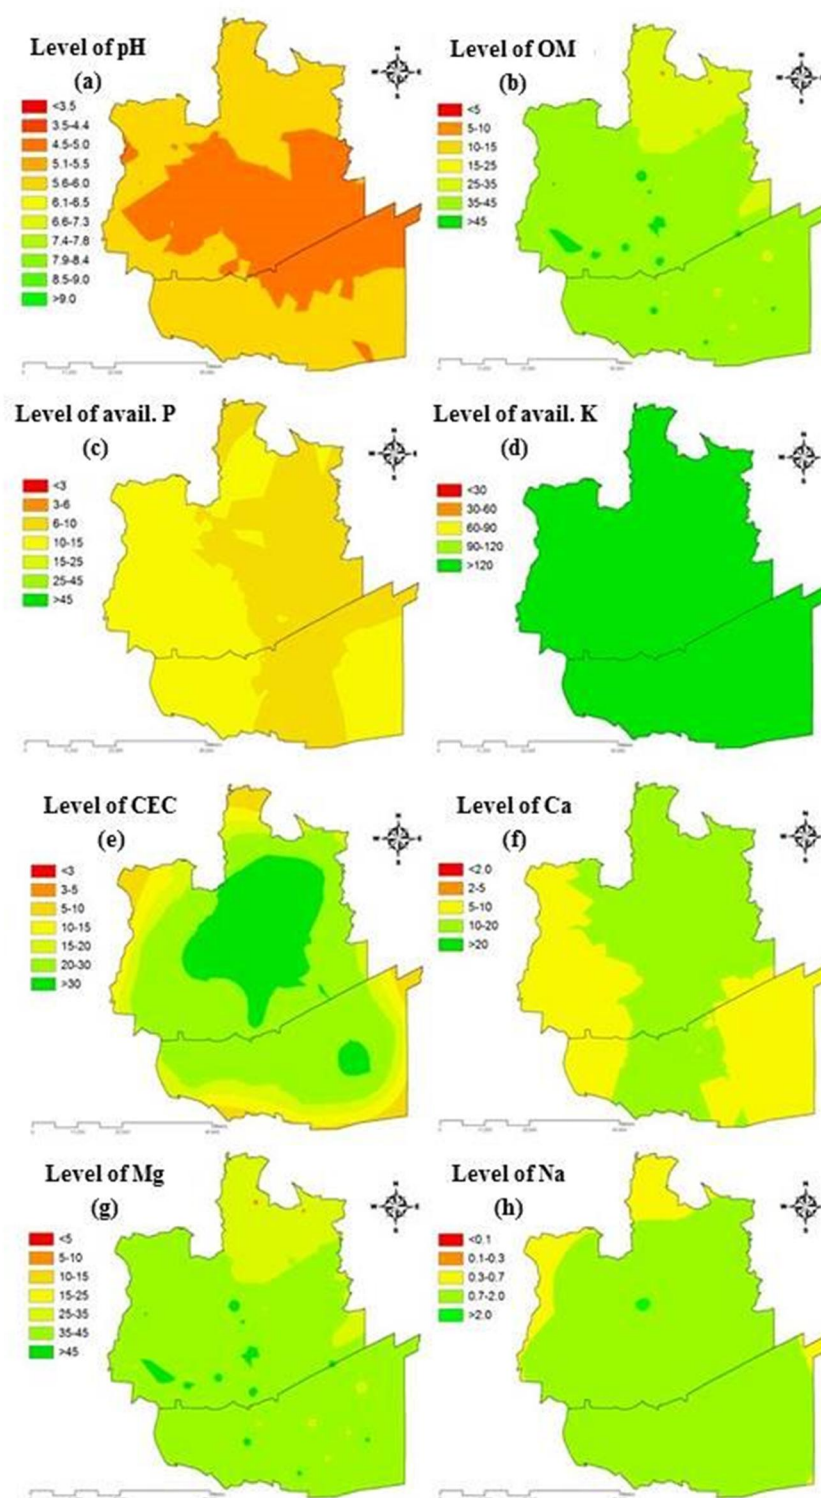 Level of pH
(a)
<3.5
3.5-4.4
4.5-5.0
5.1-5.5
5.6-6.0
6.1-6.5
6.6-7.3
7.4-7.8
7.9-8.4
8.5-9.0
>9.0
N
Level of OM
(b)
<5
5-10
10-15
15-25
25-35
35-45
>45
N
Level of avail. P
(c)
<3
3-6
6-10
10-15
15-25
25-45
>45
N
Level of avail. K
(d)
<30
30-60
60-90
90-120
>120
N
Level of CEC
(e)
<3
3-5
5-10
10-15
15-20
20-30
>30
N
Level of Ca
(f)
<2.0
2-5
5-10
10-20
>20
N
Level of Mg
(g)
<5
5-10
10-15
15-25
25-35
35-45
>45
N
Level of Na
(h)
<0.1
0.1-0.3
0.3-0.7
0.7-2.0
>2.0
N